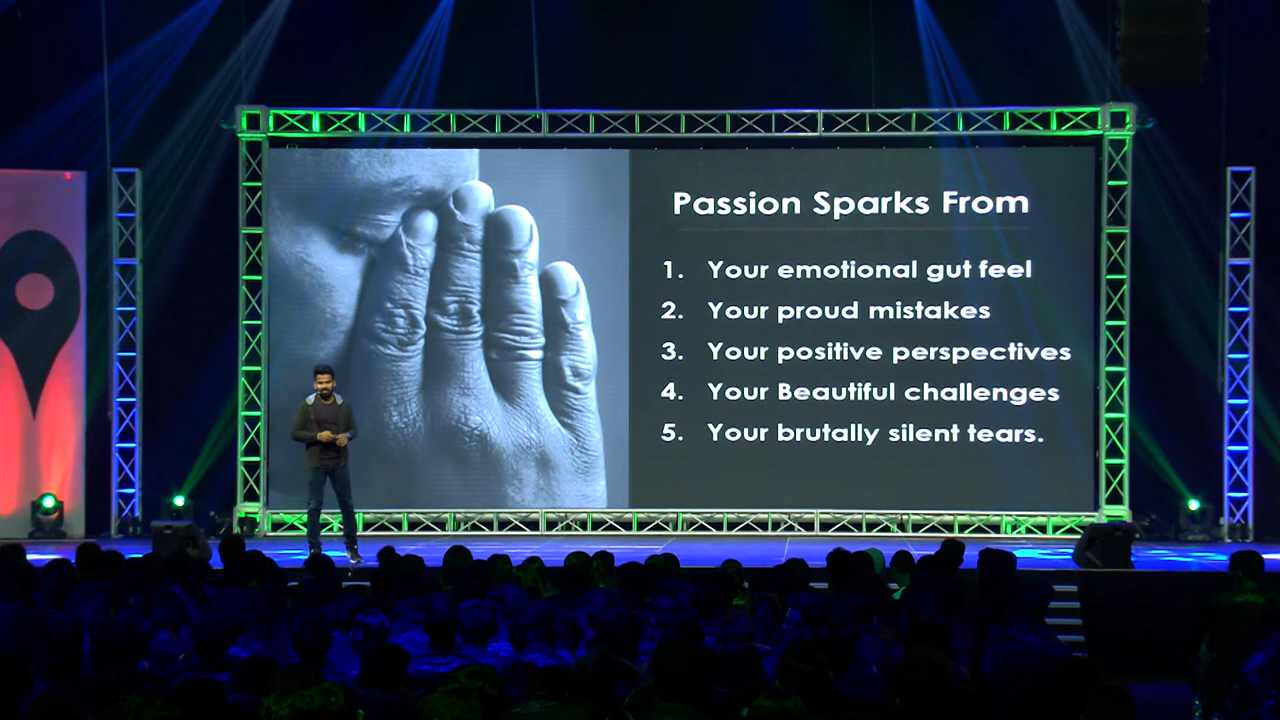 Passion Sparks From
1. Your emotional gut feel
2. Your proud mistakes
3. Your positive perspectives
4. Your Beautiful challenges
5. Your brutally silent tears.